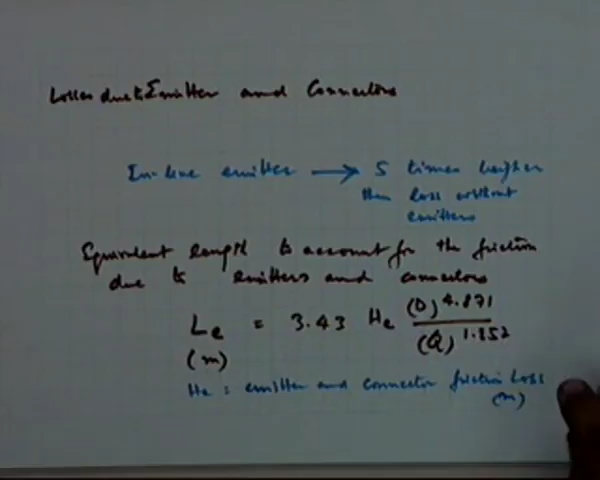 Losses due to Emitter and Connectors
In-line emitter → 5 times higher
than loss without
emitters
Equivalent length to account for the friction
due to emitters and connectors
Le = 3.43 He (D)^4.871 / (Q)^1.852
(m)
He : emitter and connector friction loss
(m)